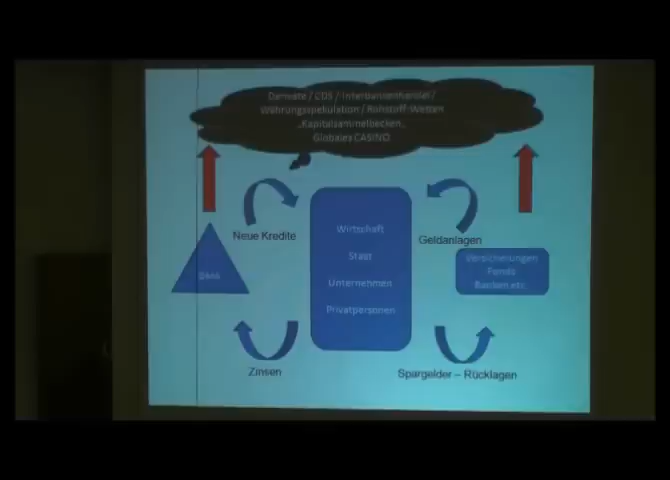 Derivate / CDS / Interbankenhandel /
Währungsspekulation / Rohstoff-Wetten
„Kapitalsammelbecken„
Globales CASINO
Neue Kredite
Geldanlagen
Wirtschaft
Staat
Unternehmen
Privatpersonen
Bank
Versicherungen
Fonds
Banken etc.
Zinsen
Spargelder – Rücklagen